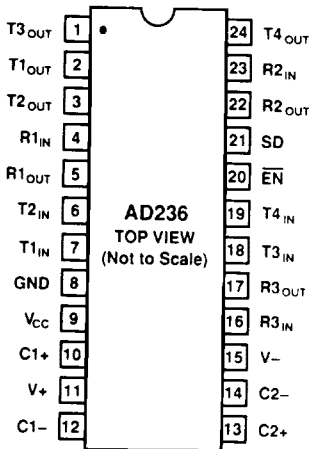 T3OUT 1
T1OUT 2
T2OUT 3
R1IN 4
R1OUT 5
T2IN 6
T1IN 7
GND 8
VCC 9
C1+ 10
V+ 11
C1– 12
AD236
TOP VIEW
(Not to Scale)
24 T4OUT
23 R2IN
22 R2OUT
21 SD
20 E̅N̅
19 T4IN
18 T3IN
17 R3OUT
16 R3IN
15 V–
14 C2–
13 C2+